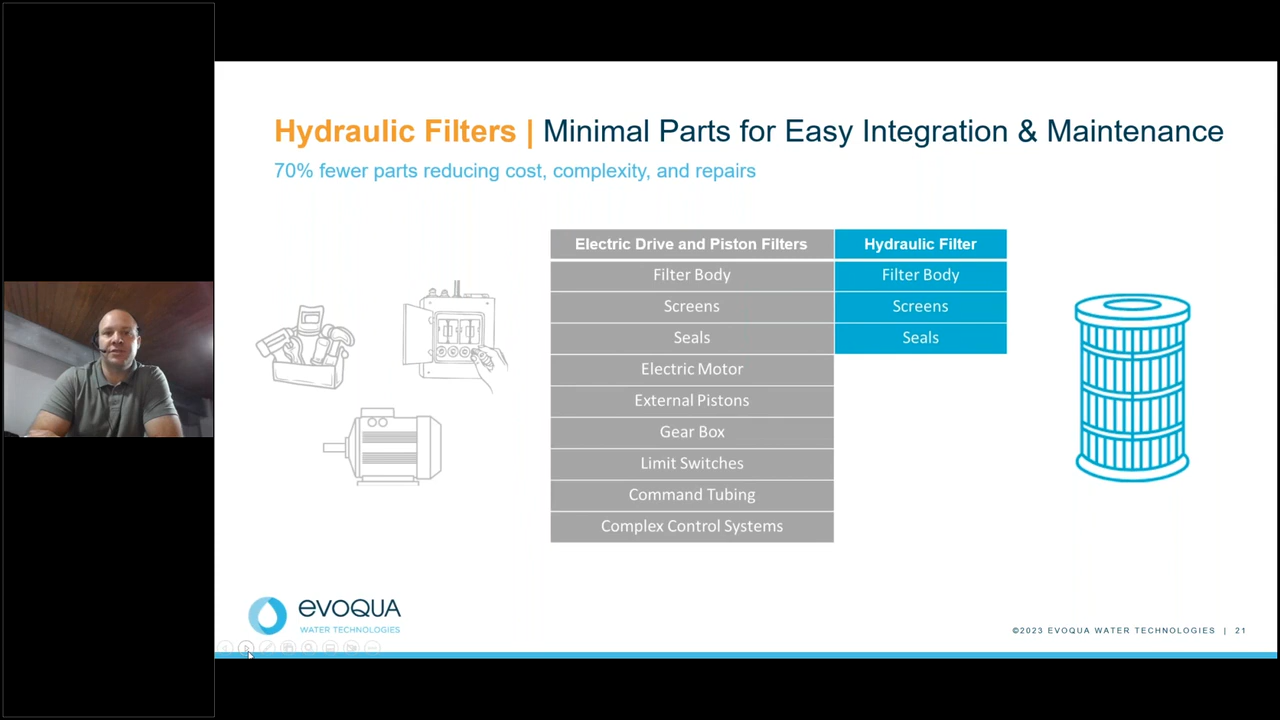 Hydraulic Filters | Minimal Parts for Easy Integration & Maintenance
70% fewer parts reducing cost, complexity, and repairs
Electric Drive and Piston Filters Hydraulic Filter
Filter Body Filter Body
Screens Screens
Seals Seals
Electric Motor
External Pistons
Gear Box
Limit Switches
Command Tubing
Complex Control Systems
evoQUA
WATER TECHNOLOGIES
©2023 EVOQUA WATER TECHNOLOGIES | 21